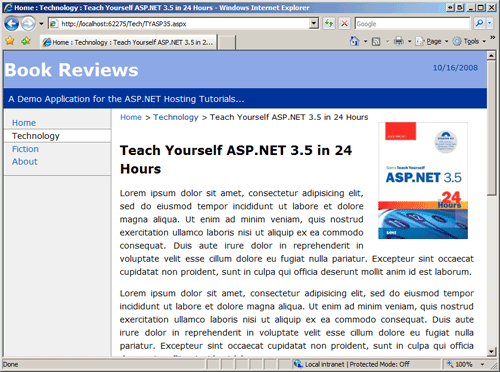 Home : Technology : Teach Yourself ASP.NET 3.5 in 24 Hours - Windows Internet Explorer
http://localhost:62275/Tech/TYASP35.aspx
Google
Home : Technology : Teach Yourself ASP.NET 3.5 in 2...
Page
Tools
Book Reviews
10/16/2008
A Demo Application for the ASP.NET Hosting Tutorials...
Home
Technology
Fiction
About
Home > Technology > Teach Yourself ASP.NET 3.5 in 24 Hours
Teach Yourself ASP.NET 3.5 in 24
Hours
Teach Yourself
ASP.NET 3.5
24
Hours
SAMS
Lorem ipsum dolor sit amet, consectetur adipisicing elit,
sed do eiusmod tempor incididunt ut labore et dolore
magna aliqua. Ut enim ad minim veniam, quis nostrud
exercitation ullamco laboris nisi ut aliquip ex ea commodo
consequat. Duis aute irure dolor in reprehenderit in
voluptate velit esse cillum dolore eu fugiat nulla pariatur. Excepteur sint occaecat
cupidatat non proident, sunt in culpa qui officia deserunt mollit anim id est laborum.
Lorem ipsum dolor sit amet, consectetur adipisicing elit, sed do eiusmod tempor
incididunt ut labore et dolore magna aliqua. Ut enim ad minim veniam, quis nostrud
exercitation ullamco laboris nisi ut aliquip ex ea commodo consequat. Duis aute
irure dolor in reprehenderit in voluptate velit esse cillum dolore eu fugiat nulla
pariatur. Excepteur sint occaecat cupidatat non proident, sunt in culpa qui officia
Done
Local intranet | Protected Mode: Off
100%